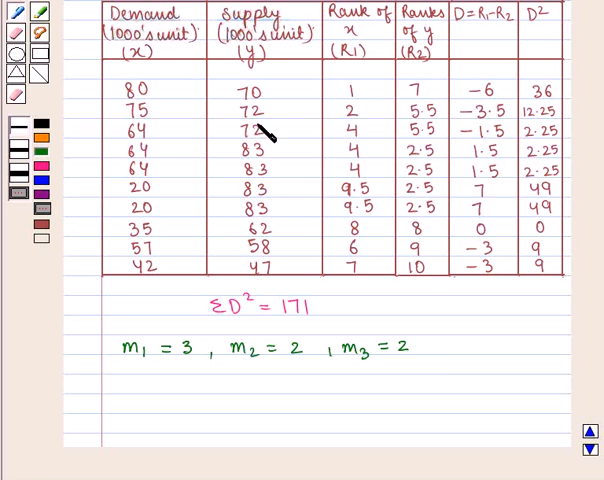 Demand (1000's unit) (x) Supply (1000's unit) (y) Rank of x (R1) Ranks of y (R2) D=R1-R2 D²
80 70 1 7 -6 36
75 72 2 5.5 -3.5 12.25
64 72 4 5.5 -1.5 2.25
64 83 4 2.5 1.5 2.25
64 83 4 2.5 1.5 2.25
20 83 9.5 2.5 7 49
20 83 9.5 2.5 7 49
35 62 8 8 0 0
57 58 6 9 -3 9
42 47 7 10 -3 9
ΣD² = 171
m1 = 3 , m2 = 2 , m3 = 2